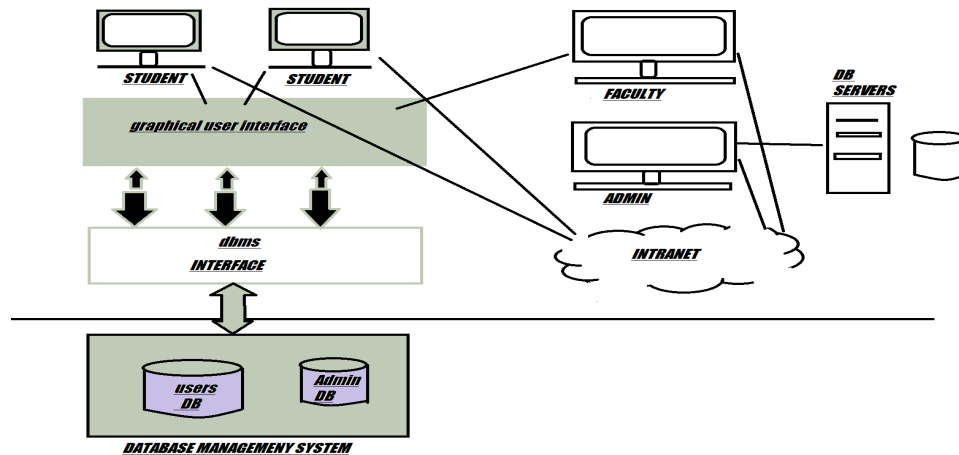 STUDENT
STUDENT
FACULTY
DB
SERVERS
graphical user interface
ADMIN
dbms
INTERFACE
INTRANET
users
DB
Admin
DB
DATABASE MANAGEMENY SYSTEM